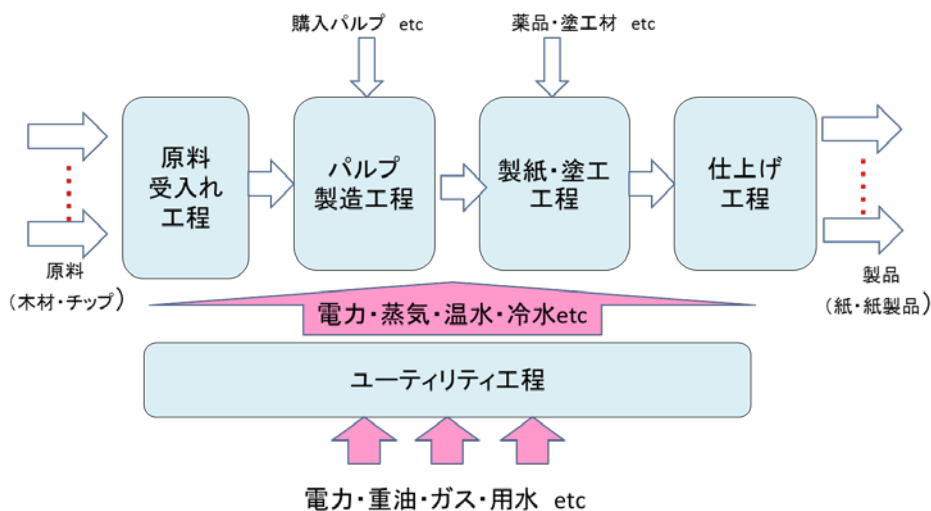 購入パルプ etc
薬品・塗工材 etc
原料
受入れ
工程
パルプ
製造工程
製紙・塗工
工程
仕上げ
工程
原料
（木材・チップ）
製品
（紙・紙製品）
電力・蒸気・温水・冷水etc
ユーティリティ工程
電力・重油・ガス・用水 etc